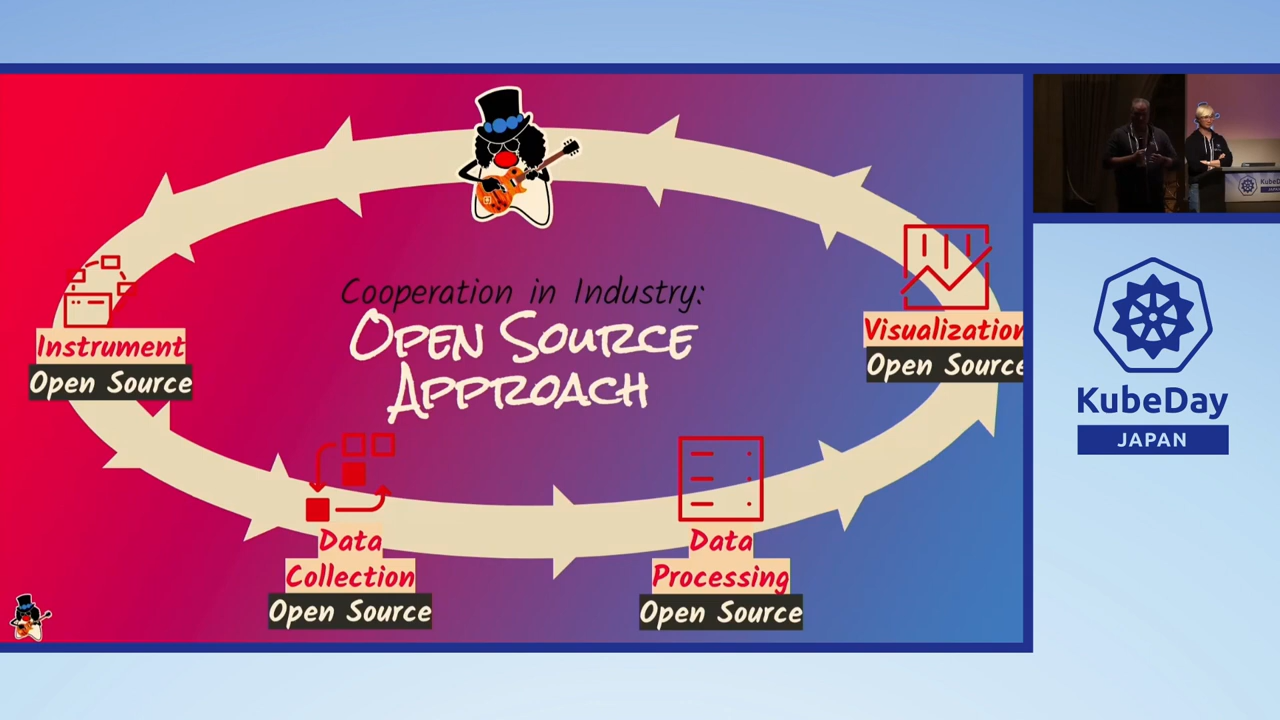 Cooperation in Industry:
OPEN SOURCE
APPROACH
Instrument
Open Source
Data
Collection
Open Source
Data
Processing
Open Source
Visualization
Open Source
KubeDay
JAPAN